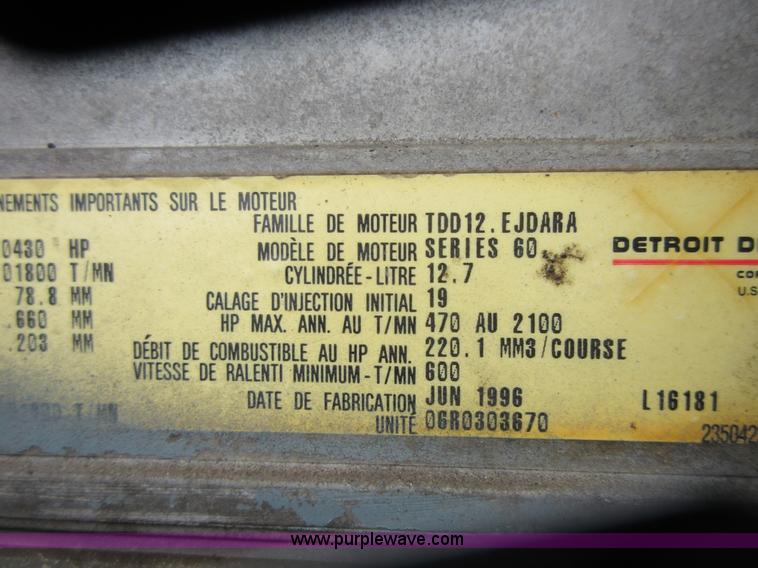 NEMENTS IMPORTANTS SUR LE MOTEUR
FAMILLE DE MOTEUR TDD12.EJDARA
0430 HP MODÈLE DE MOTEUR SERIES 60 DETROIT D
01800 T/MN CYLINDRÉE-LITRE 12.7 COR
78.8 MM CALAGE D'INJECTION INITIAL 19 U.S
.660 MM HP MAX. ANN. AU T/MN 470 AU 2100
.203 MM DÉBIT DE COMBUSTIBLE AU HP ANN. 220.1 MM3/COURSE
VITESSE DE RALENTI MINIMUM-T/MN 600
T/MN DATE DE FABRICATION JUN 1996 L16181
UNITÉ 06R0303670 235042
www.purplewave.com